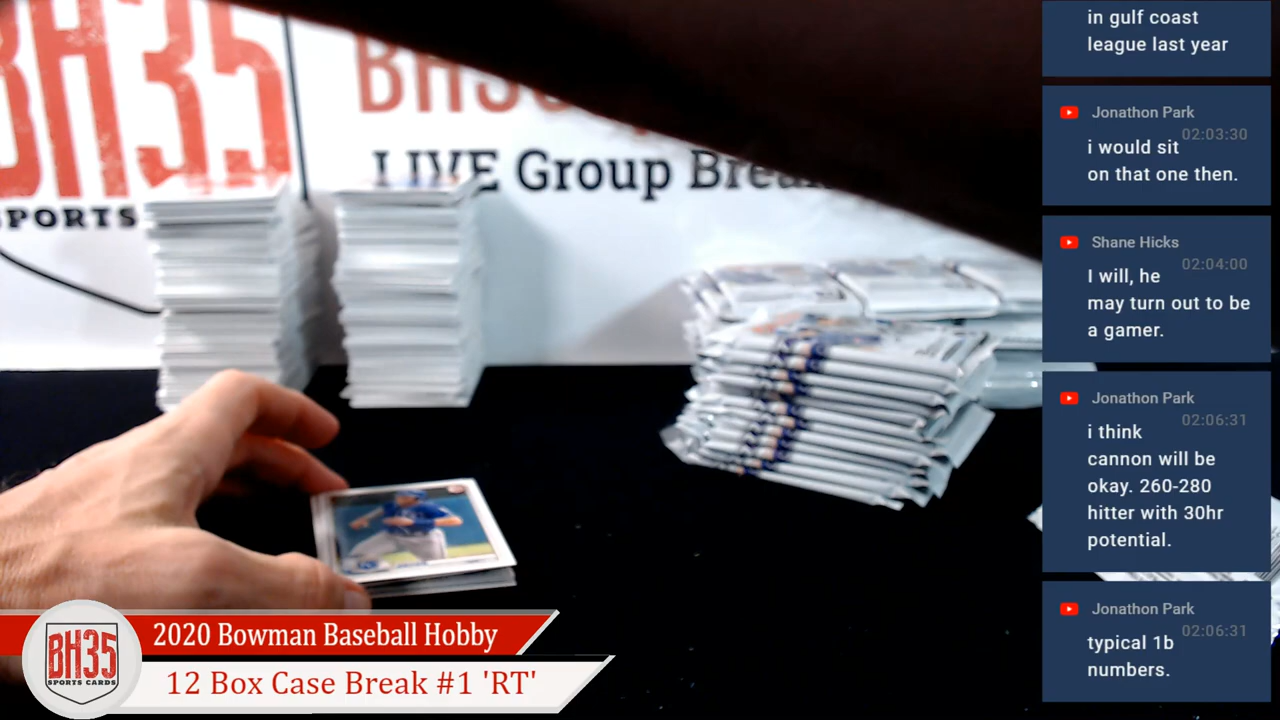 BH35
SPORTS
BH35
LIVE Group Break
in gulf coast
league last year
Jonathon Park
02:03:30
i would sit
on that one then.
Shane Hicks
02:04:00
I will, he
may turn out to be
a gamer.
Jonathon Park
02:06:31
i think
cannon will be
okay. 260-280
hitter with 30hr
potential.
Jonathon Park
02:06:31
typical 1b
numbers.
2020 Bowman Baseball Hobby
12 Box Case Break #1 'RT'
BH35
SPORTS CARDS